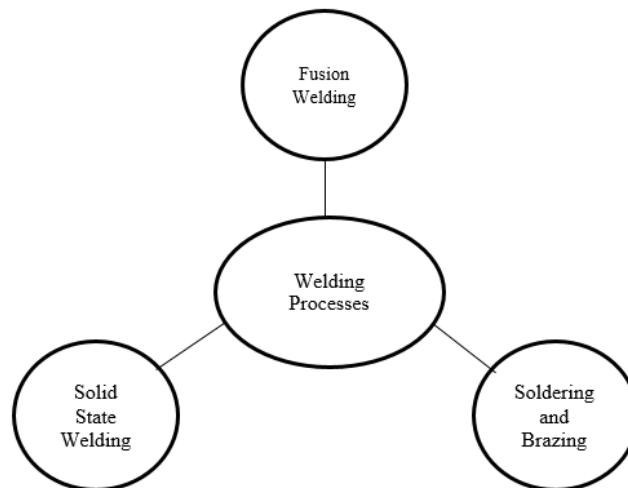 Fusion
Welding
Welding
Processes
Solid
State
Welding
Soldering
and
Brazing